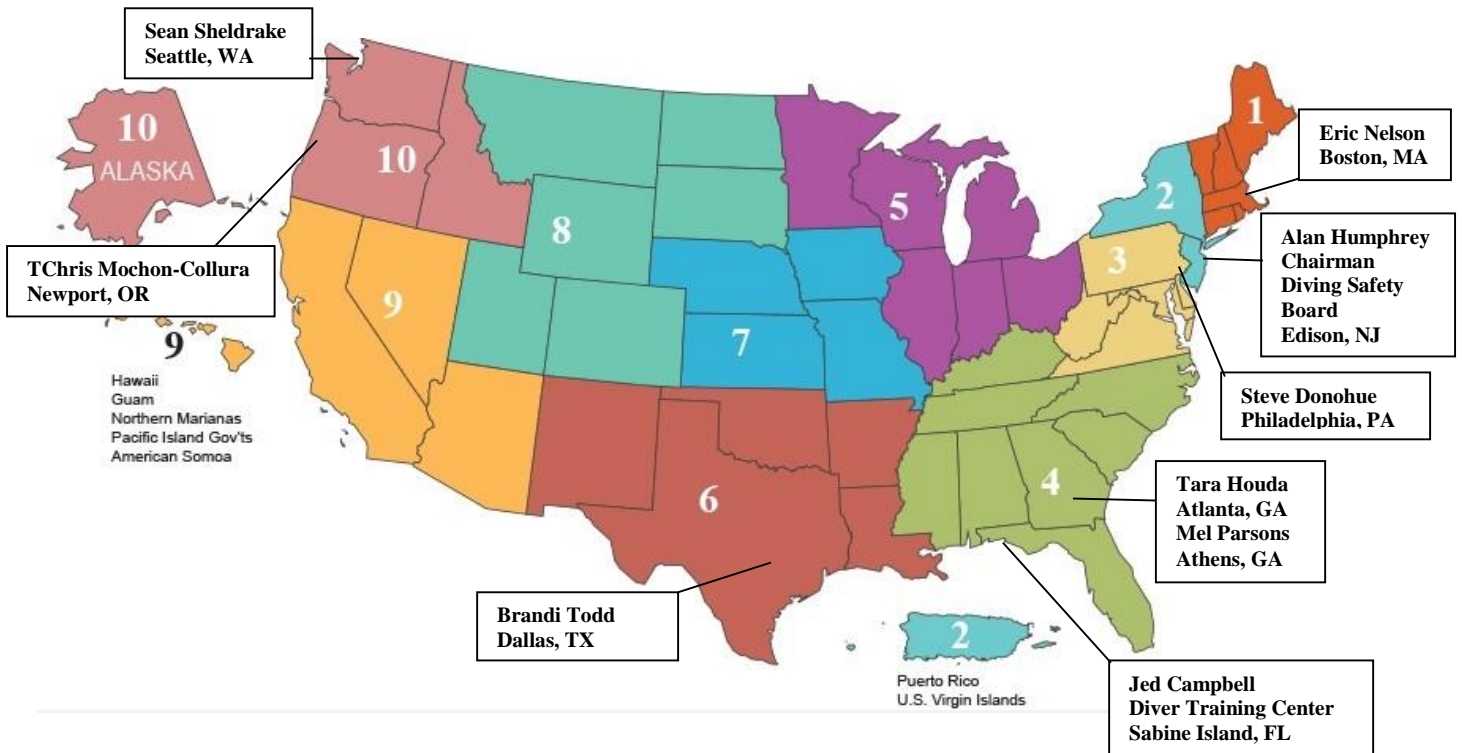 Sean Sheldrake
Seattle, WA
10
ALASKA
10
TChris Mochon-Collura
Newport, OR
9
Hawaii
Guam
Northern Marianas
Pacific Island Gov'ts
American Somoa
8
9
7
5
6
4
3
2
1
Eric Nelson
Boston, MA
Alan Humphrey
Chairman
Diving Safety
Board
Edison, NJ
Steve Donohue
Philadelphia, PA
Tara Houda
Atlanta, GA
Mel Parsons
Athens, GA
Brandi Todd
Dallas, TX
2
Puerto Rico
U.S. Virgin Islands
Jed Campbell
Diver Training Center
Sabine Island, FL